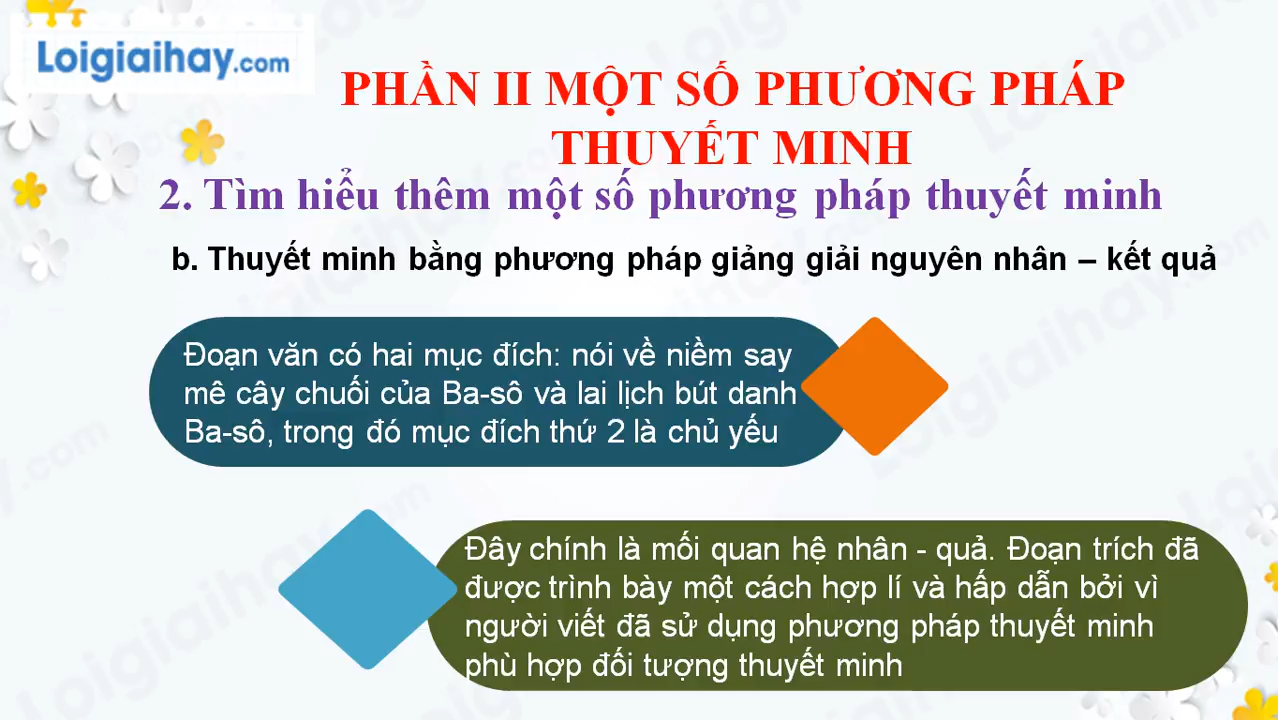 Loigiaihay.com
PHẦN II MỘT SỐ PHƯƠNG PHÁP
THUYẾT MINH
2. Tìm hiểu thêm một số phương pháp thuyết minh
b. Thuyết minh bằng phương pháp giảng giải nguyên nhân – kết quả
Đoạn văn có hai mục đích: nói về niềm say
mê cây chuối của Ba-sô và lai lịch bút danh
Ba-sô, trong đó mục đích thứ 2 là chủ yếu
Đây chính là mối quan hệ nhân - quả. Đoạn trích đã
được trình bày một cách hợp lí và hấp dẫn bởi vì
người viết đã sử dụng phương pháp thuyết minh
phù hợp đối tượng thuyết minh